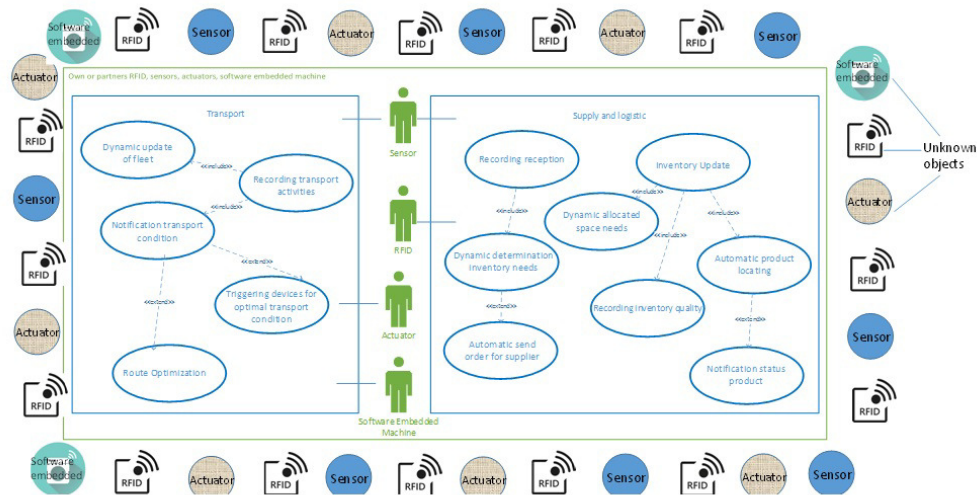 Software
embedded
RFID
Sensor
RFID
Actuator
RFID
Sensor
RFID
Actuator
RFID
Sensor
Actuator
RFID
Sensor
RFID
Actuator
RFID
Own or partners RFID, sensors, actuators, software embedded machine
Transport
Dynamic update
of fleet
<<include>>
Recording transport
activities
<<include>>
Notification transport
condition
<<extend>>
Triggering devices for
optimal transport
condition
<<extend>>
Route Optimization
Sensor
RFID
Actuator
Software Embedded
Machine
Supply and logistic
Recording reception
Inventory Update
<<include>>
Dynamic allocated
space needs
<<include>>
<<include>>
<<include>>
Dynamic determination
inventory needs
Automatic product
locating
<<extend>>
Recording inventory quality
<<extend>>
Automatic send
order for supplier
Notification status
product
Software
embedded
RFID
Unknown
objects
Actuator
RFID
Sensor
RFID
Software
embedded
RFID
Actuator
RFID
Sensor
RFID
Actuator
RFID
Sensor
RFID
Actuator
Sensor